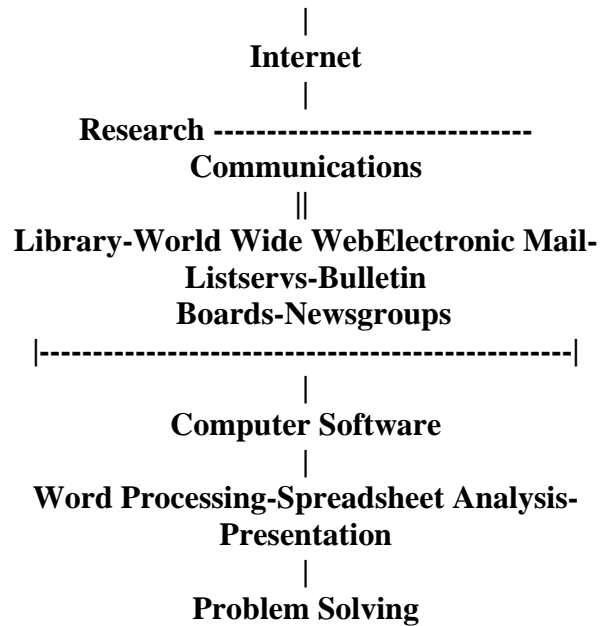 |
Internet
|
Research ------------------------------
Communications
||
Library-World Wide WebElectronic Mail-
Listservs-Bulletin
Boards-Newsgroups
|--------------------------------------------------|
|
Computer Software
|
Word Processing-Spreadsheet Analysis-
Presentation
|
Problem Solving